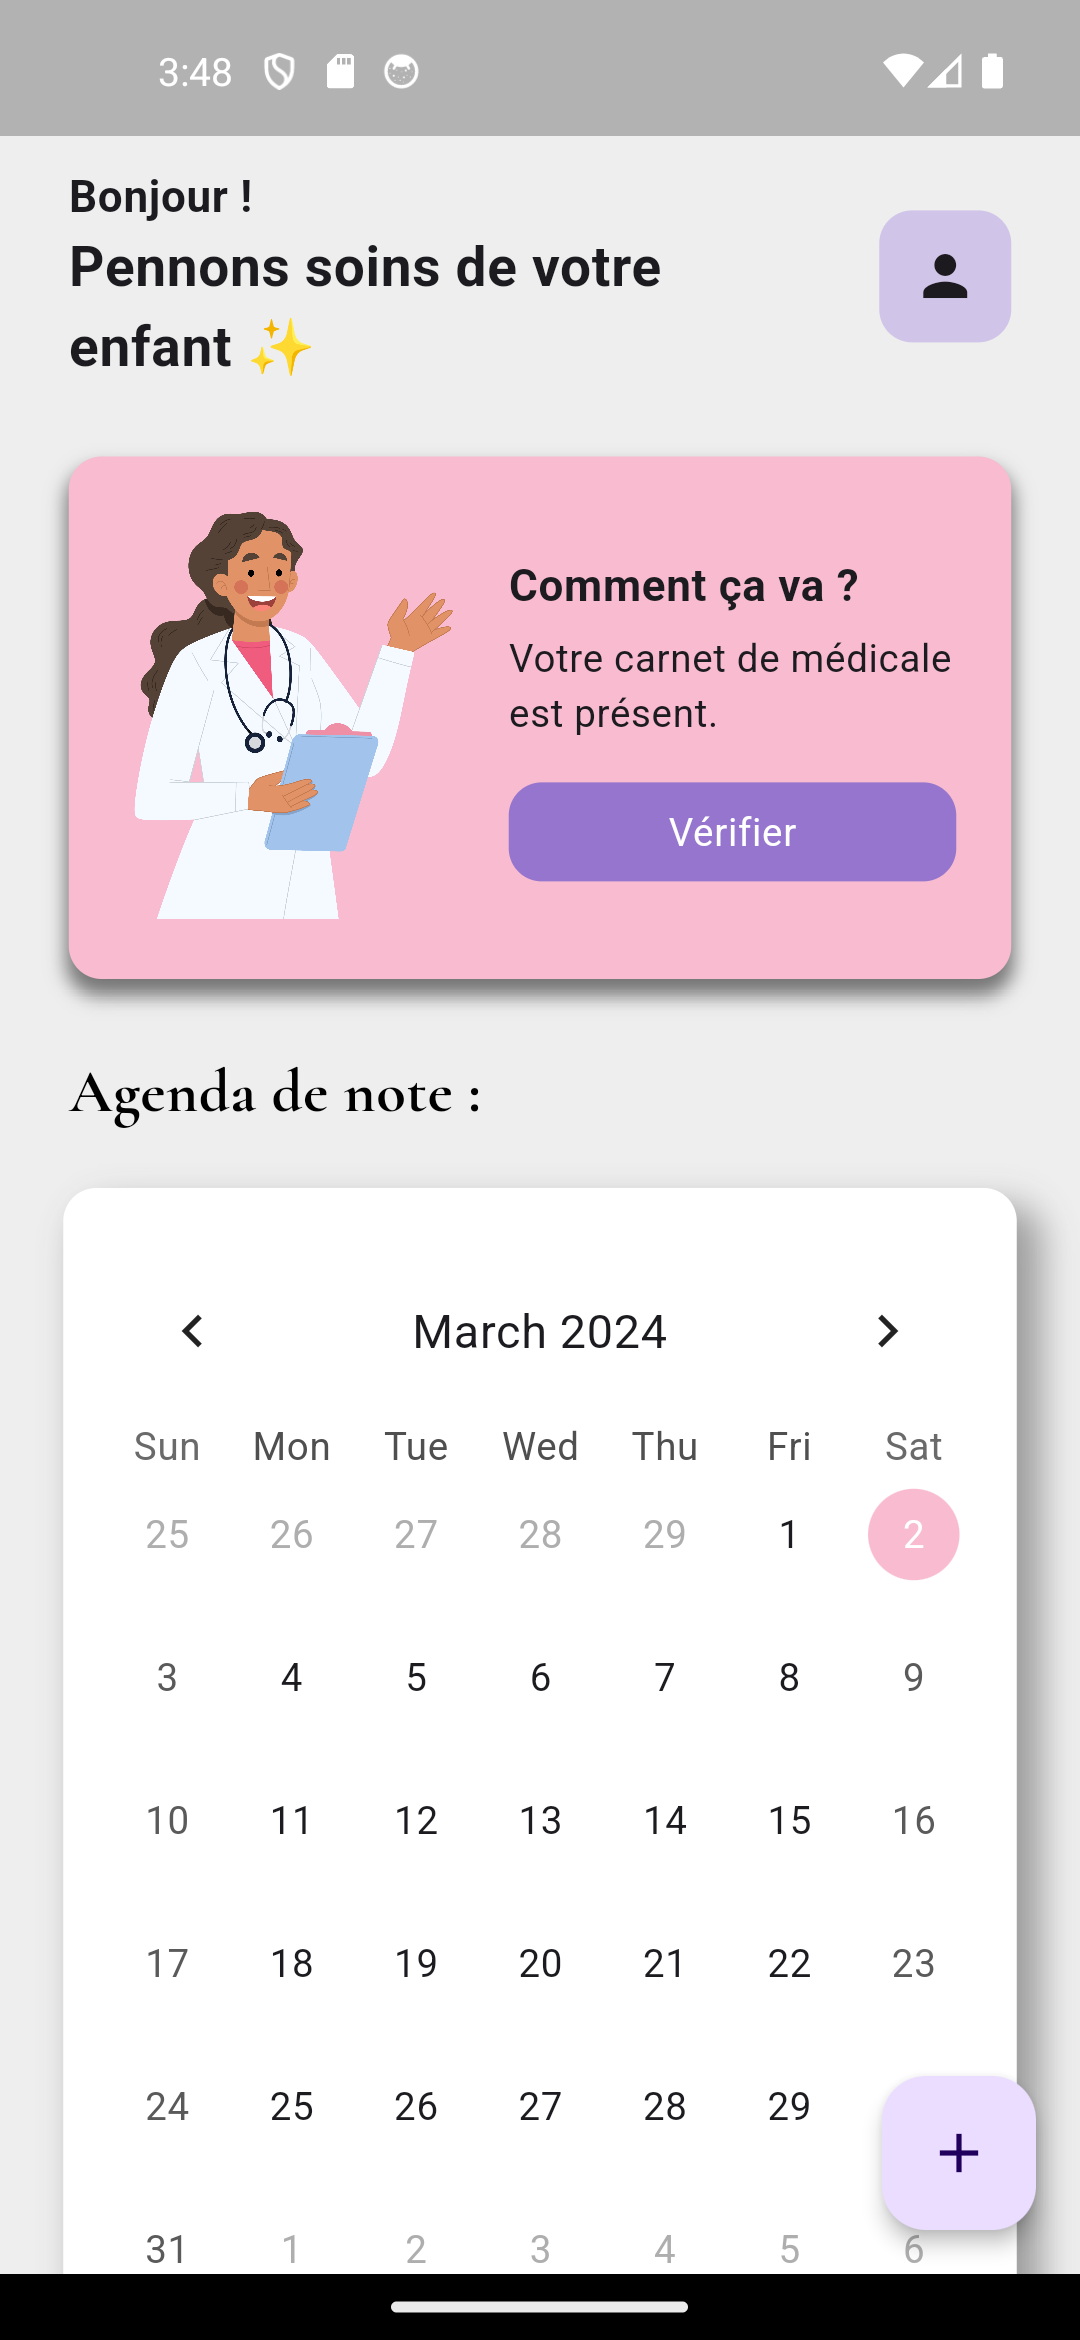 3:48
Bonjour !
Pennons soins de votre
enfant ✨
Comment ça va ?
Votre carnet de médicale
est présent.
Vérifier
Agenda de note :
March 2024
Sun Mon Tue Wed Thu Fri Sat
25 26 27 28 29 1 2
3 4 5 6 7 8 9
10 11 12 13 14 15 16
17 18 19 20 21 22 23
24 25 26 27 28 29
31 1 2 3 4 5 6